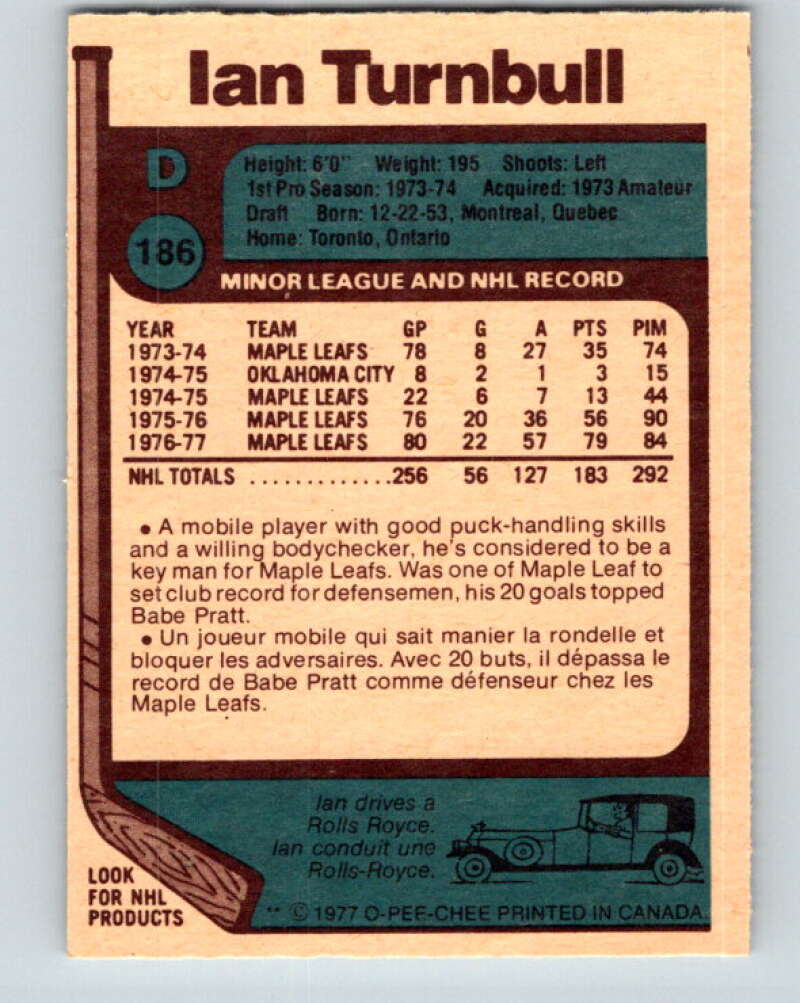 Ian Turnbull
D
Height: 6'0" Weight: 195 Shoots: Left
1st Pro Season: 1973-74 Acquired: 1973 Amateur
Draft Born: 12-22-53, Montreal, Quebec
Home: Toronto, Ontario
186
MINOR LEAGUE AND NHL RECORD
YEAR TEAM GP G A PTS PIM
1973-74 MAPLE LEAFS 78 8 27 35 74
1974-75 OKLAHOMA CITY 8 2 1 3 15
1974-75 MAPLE LEAFS 22 6 7 13 44
1975-76 MAPLE LEAFS 76 20 36 56 90
1976-77 MAPLE LEAFS 80 22 57 79 84
NHL TOTALS .............256 56 127 183 292
• A mobile player with good puck-handling skills
and a willing bodychecker, he's considered to be a
key man for Maple Leafs. Was one of Maple Leaf to
set club record for defensemen, his 20 goals topped
Babe Pratt.
• Un joueur mobile qui sait manier la rondelle et
bloquer les adversaires. Avec 20 buts, il dépassa le
record de Babe Pratt comme défenseur chez les
Maple Leafs.
Ian drives a
Rolls Royce.
Ian conduit une
Rolls-Royce.
LOOK
FOR NHL
PRODUCTS
** © 1977 O-PEE-CHEE PRINTED IN CANADA.